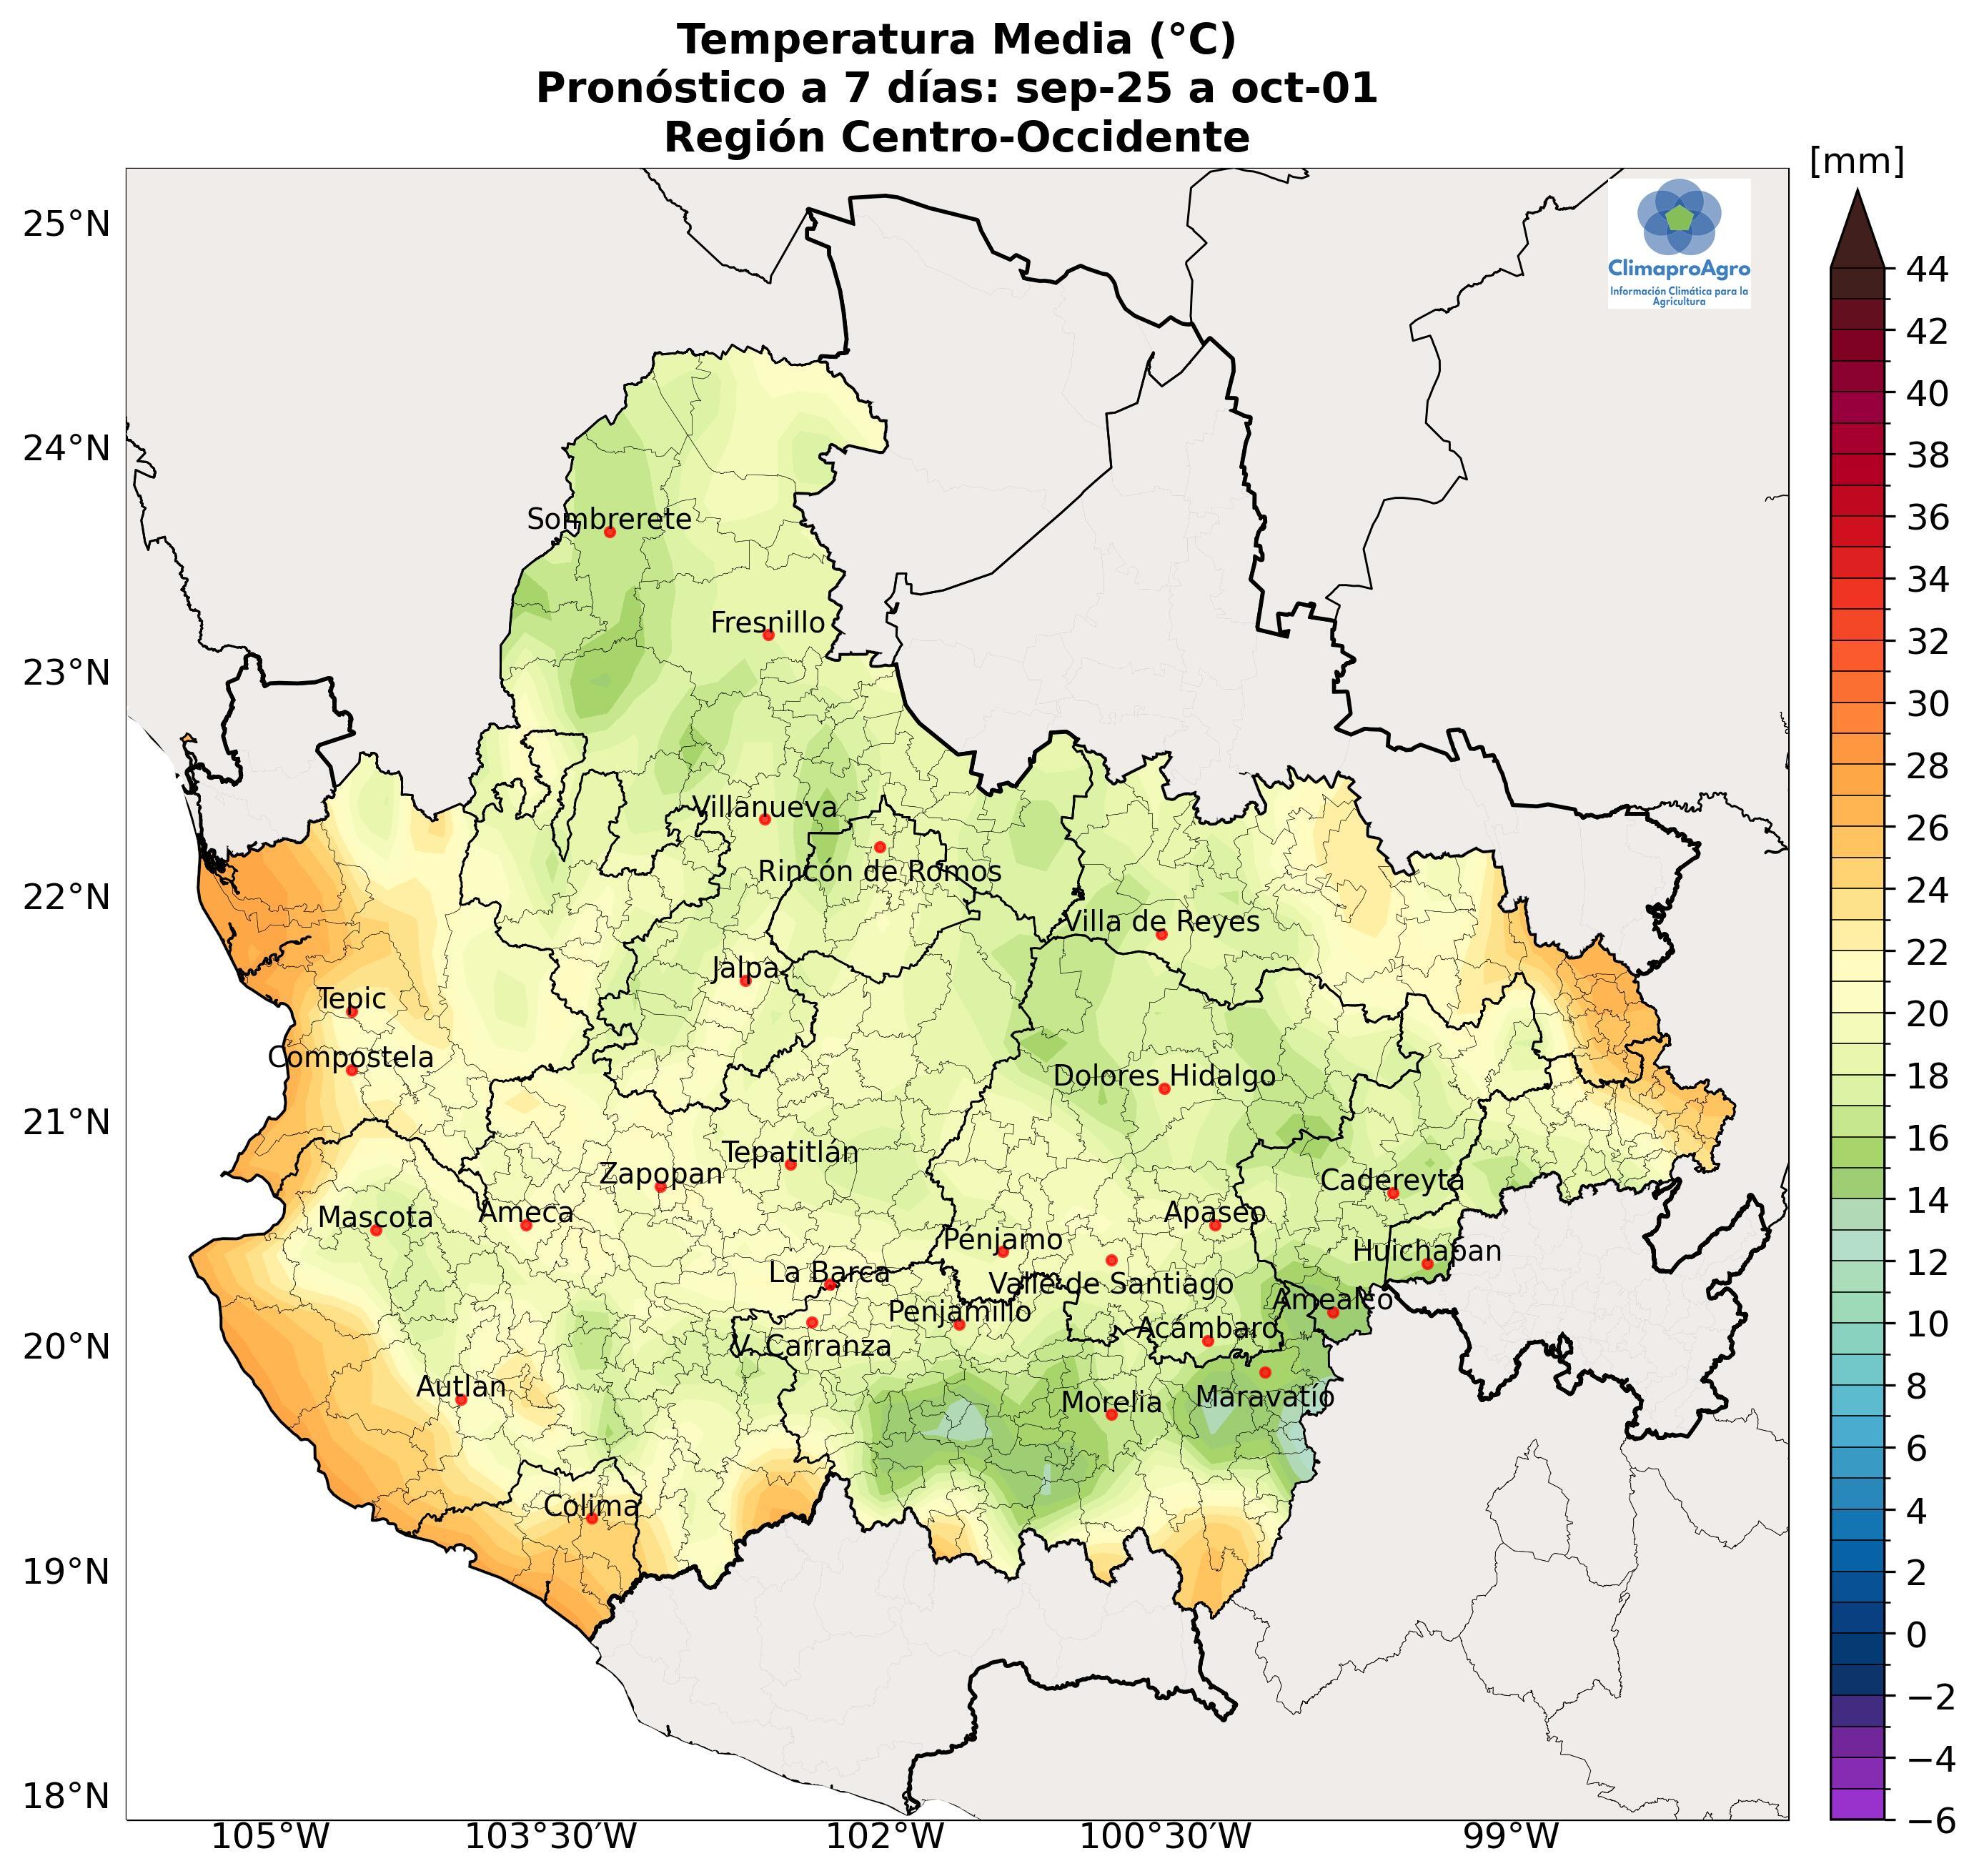 Temperatura Media (°C)
Pronóstico a 7 días: sep-25 a oct-01
Región Centro-Occidente
[mm]
ClimaproAgro
Información Climática para la
Agricultura
25°N
24°N
23°N
22°N
21°N
20°N
19°N
18°N
Sombrerete
Fresnillo
Villanueva
Rincón de Romos
Villa de Reyes
Jalpa
Tepic
Compostela
Dolores Hidalgo
Tepatitlán
Zapopan
Cadereyta
Mascota
Ameca
Apaseo
Pénjamo
Huichapan
La Barca
Valle de Santiago
Amealco
Penjamillo
Acámbaro
V. Carranza
Autlan
Morelia
Maravatío
Colima
105°W
103°30′W
102°W
100°30′W
99°W
44
42
40
38
36
34
32
30
28
26
24
22
20
18
16
14
12
10
8
6
4
2
0
−2
−4
−6